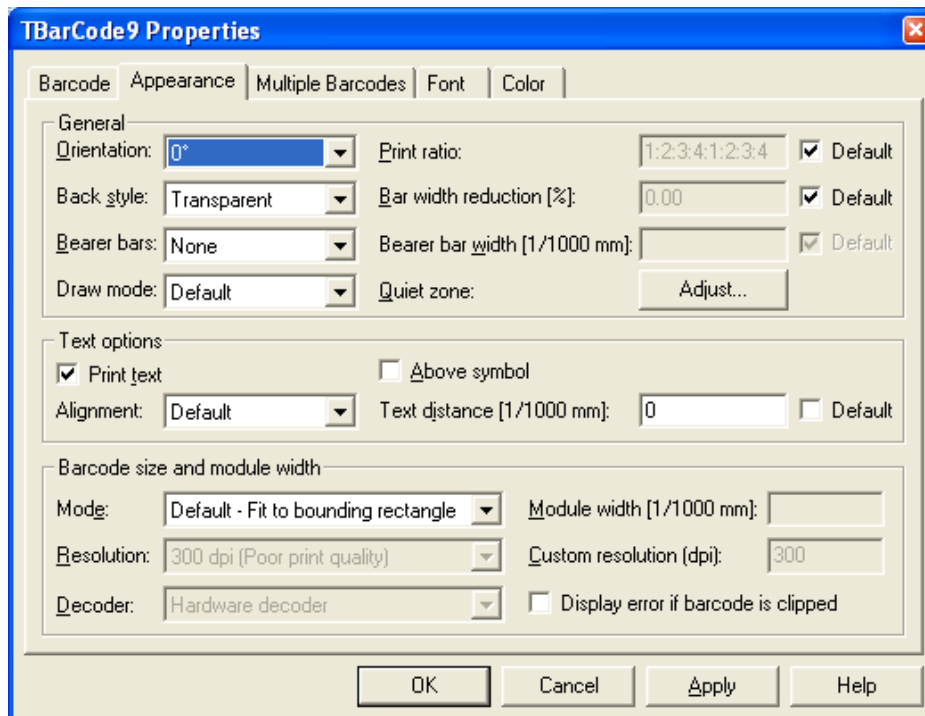 TBarCode9 Properties
Barcode Appearance Multiple Barcodes Font Color
General
Orientation: 0° Print ratio: 1:2:3:4:1:2:3:4 Default
Back style: Transparent Bar width reduction [%]: 0.00 Default
Bearer bars: None Bearer bar width [1/1000 mm]: Default
Draw mode: Default Quiet zone: Adjust...
Text options
Print text Above symbol
Alignment: Default Text distance [1/1000 mm]: 0 Default
Barcode size and module width
Mode: Default - Fit to bounding rectangle Module width [1/1000 mm]:
Resolution: 300 dpi (Poor print quality) Custom resolution (dpi): 300
Decoder: Hardware decoder Display error if barcode is clipped
OK Cancel Apply Help